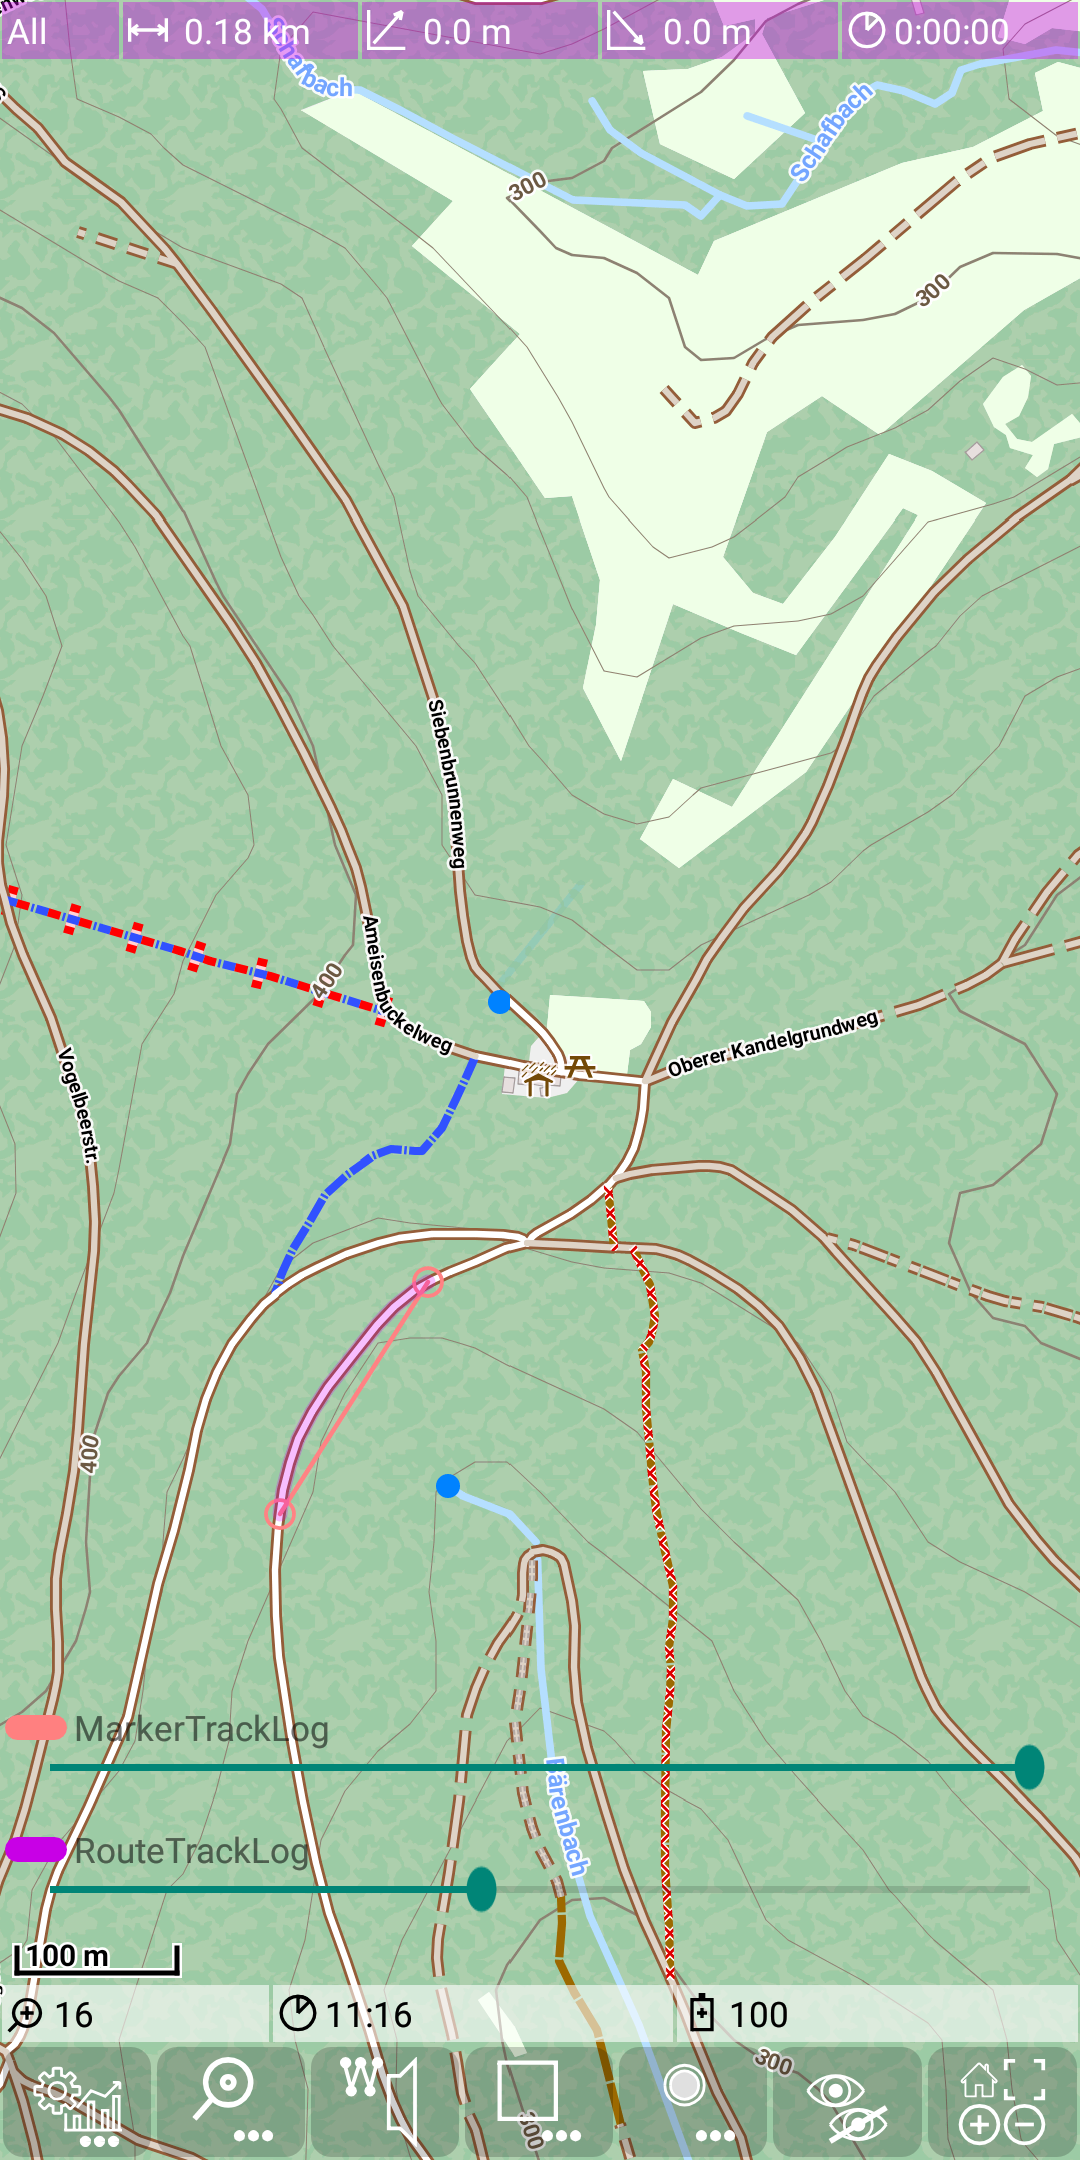 All
0.18 km
0.0 m
0.0 m
0:00:00
Schafbach
Schafbach
300
300
Siebenbrunnenweg
Ameisenbuckelweg
400
Oberer Kandelgrundweg
Vogelbeerstr.
400
MarkerTrackLog
Bärenbach
RouteTrackLog
100 m
16
11:16
100
300
W